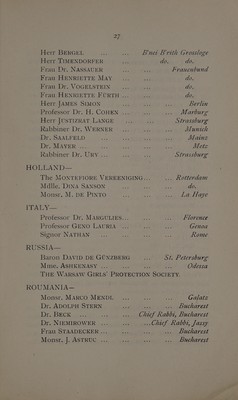 27
Herr BERGEL ... ... B'nei B'rith Grossloge
Herr TIMENDORFER ... do. do.
Frau Dr. NASSAUER ... ... Frauenbund
Frau HENRIETTE MAY ... ... do.
Frau Dr. VOGELSTEIN ... ... do.
Frau HENRIETTE FÜRTH ... ... do.
Herr JAMES SIMON ... ... Berlin
Professor Dr. H. COHEN ... ... Marburg
Herr JUSTIZRAT LANGE ... ... Strassburg
Rabbiner Dr. WERNER ... ... Munich
Dr. SAALFELD ... ... Mainz
Dr. MAYER ... ... Metz
Rabbiner Dr. URY ... ... Strassburg
HOLLAND—
The MONTEFIORE VEREENIGING ... Rotterdam
Mdlle. DINA SANSON ... ... do.
Monsr. M. DE PINTO ... ... La Haye
ITALY—
Professor Dr. MARGULIES ... ... Florence
Professor GENO LAURIA ... ... Genoa
Signor NATHAN ... ... Rome
RUSSIA—
Baron DAVID DE GÜNZBERG ... St. Petersburg
Mme. ASHKENASY ... ... Odessa
THE WARSAW GIRLS' PROTECTION SOCIETY
ROUMANIA—
Monsr. MARCO MENDL ... ... Galatz
Dr. ADOLPH STERN ... ... Bucharest
Dr. BECK ... ... Chief Rabbi, Bucharest
Dr. NIEMIROWER ... ...Chief Rabbi, Jassy
Frau STAADECKER ... ... Bucharest
Monsr. J. ASTRUC ... ... Bucharest